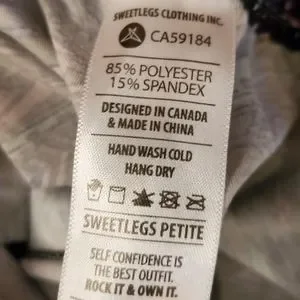 SWEETLEGS CLOTHING INC.
CA59184
85% POLYESTER
15% SPANDEX
DESIGNED IN CANADA
& MADE IN CHINA
HAND WASH COLD
HANG DRY
SWEETLEGS PETITE
SELF CONFIDENCE IS
THE BEST OUTFIT.
ROCK IT & OWN IT.